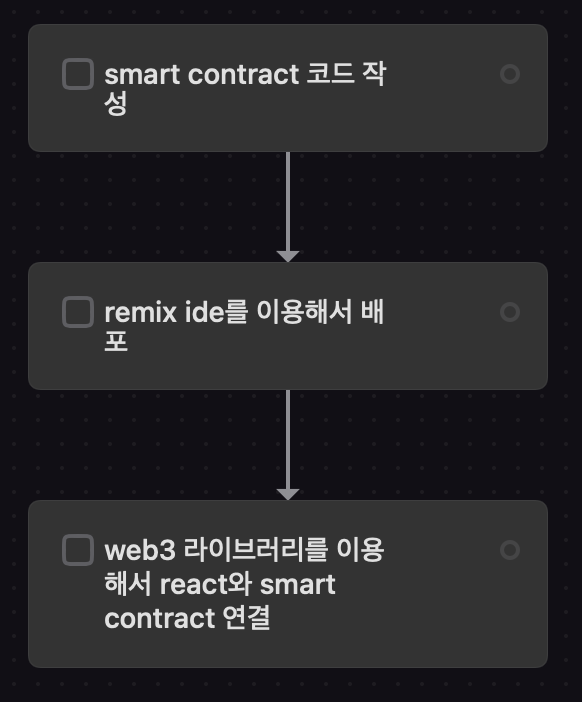 smart contract 코드 작
성
remix ide를 이용해서 배
포
web3 라이브러리를 이용
해서 react와 smart
contract 연결